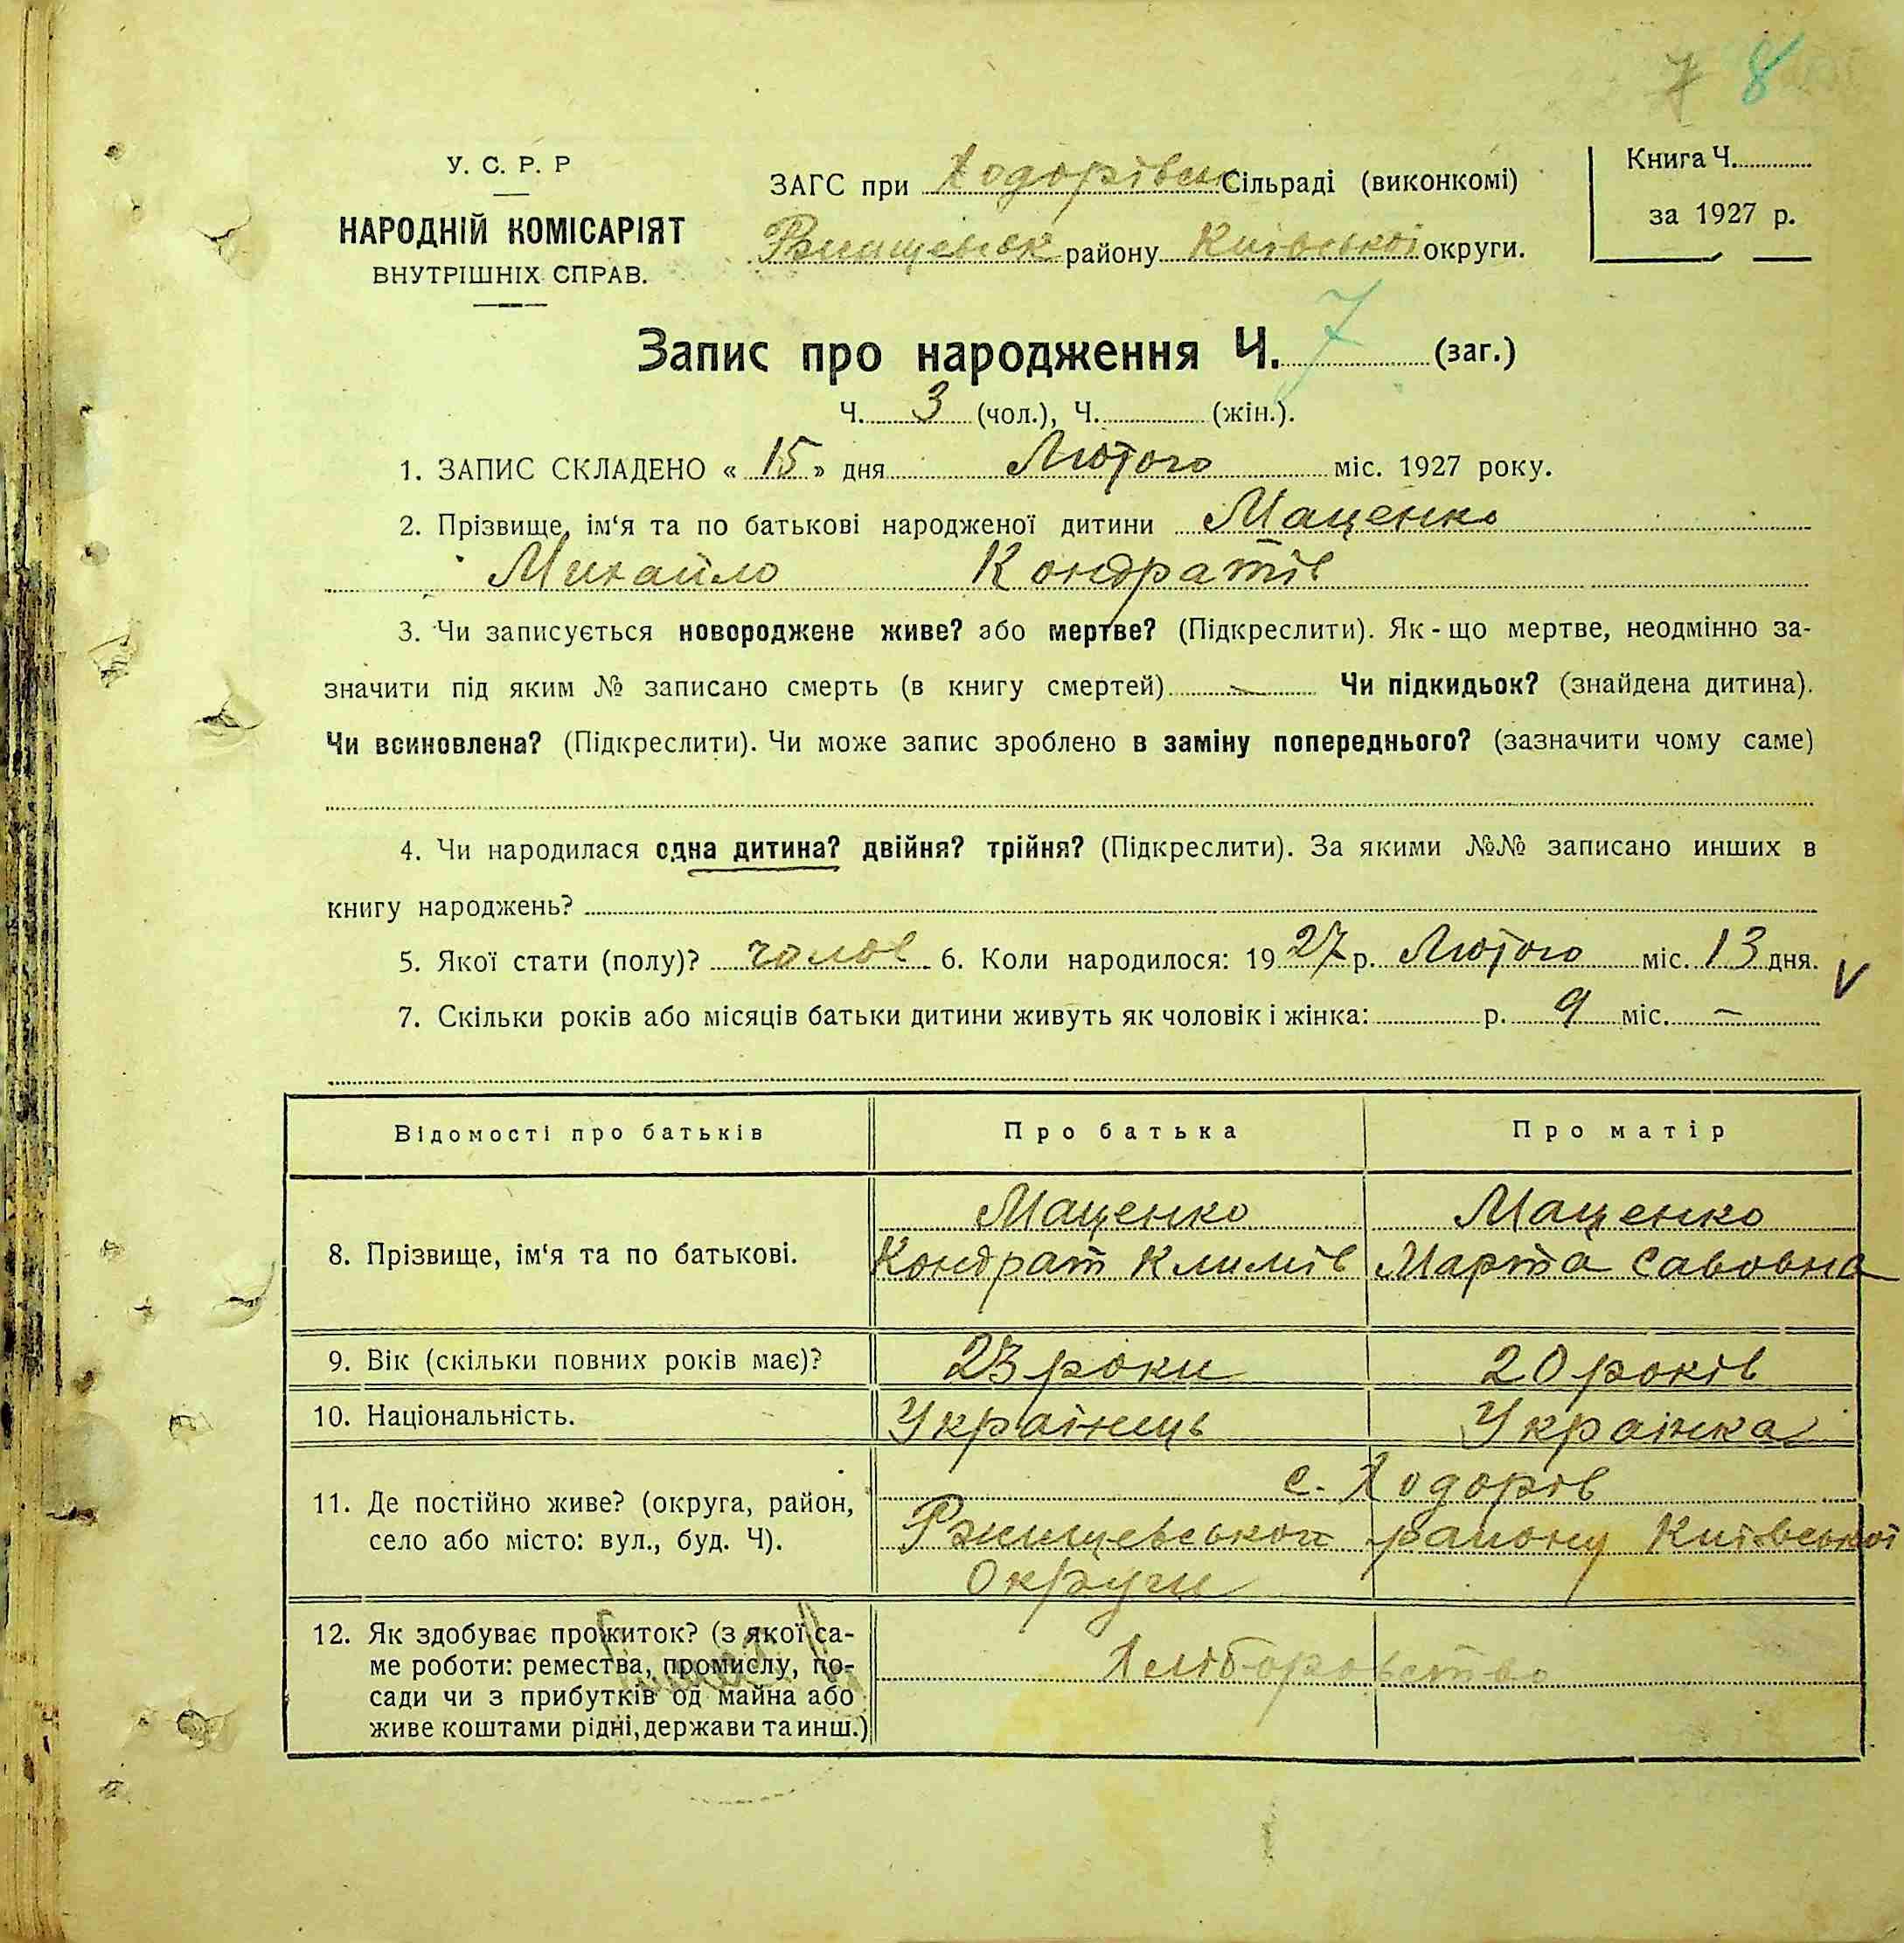 7 8
У. С. Р. Р
НАРОДНІЙ КОМІСАРІЯТ
ВНУТРІШНІХ СПРАВ.
ЗАГС при Ходорівськ Сільраді (виконкомі)
Ржищівск району Київської округи.
Книга Ч.
за 1927 р.
Запис про народження Ч. 7 (заг.)
Ч. 3 (чол.), Ч. (жін.).
1. ЗАПИС СКЛАДЕНО « 15 » дня Лютого міс. 1927 року.
2. Прізвище, ім‘я та по батькові народженої дитини Маценко
Михайло Кондратів
3. Чи записується новороджене живе? або мертве? (Підкреслити). Як-що мертве, неодмінно за-
значити під яким № записано смерть (в книгу смертей) — Чи підкидьок? (знайдена дитина).
Чи всиновлена? (Підкреслити). Чи може запис зроблено в заміну попереднього? (зазначити чому саме)
4. Чи народилася одна дитина? двійня? трійня? (Підкреслити). За якими №№ записано инших в
книгу народжень?
5. Якої стати (полу)? чолов 6. Коли народилося: 1927 р. Лютого міс. 13 дня. V
7. Скільки років або місяців батьки дитини живуть як чоловік і жінка: р. 9 міс. —
Відомості про батьків Про батька Про матір
8. Прізвище, ім‘я та по батькові.
Маценко Маценко
Кондрат Климів Марта Савовна
9. Вік (скільки повних років має)? 23 роки 20 років
10. Національність. Українець Українка
11. Де постійно живе? (округа, район,
село або місто: вул., буд. Ч).
с. Ходорів
Ржищевськой району Київської
Округи
12. Як здобуває прожиток? (з якої са-
ме роботи: ремества, промислу, по-
сади чи з прибутків од майна або
живе коштами рідні, держави та инш.)
Хліборобство